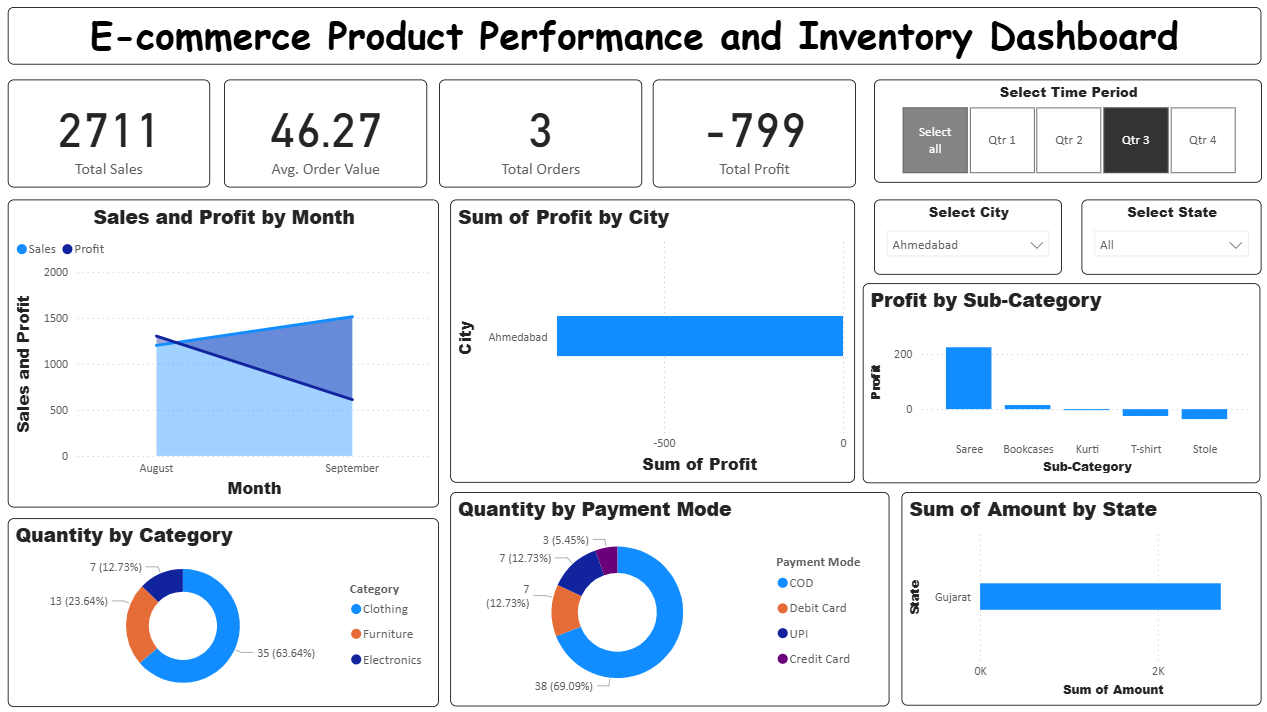 E-commerce Product Performance and Inventory Dashboard
2711
Total Sales
46.27
Avg. Order Value
3
Total Orders
-799
Total Profit
Select Time Period
Select
all
Qtr 1
Qtr 2
Qtr 3
Qtr 4
Select City
Ahmedabad
Select State
All
Sales and Profit by Month
Sales
Profit
Sales and Profit
2000
1500
1000
500
0
August
September
Month
Sum of Profit by City
City
Ahmedabad
-500
0
Sum of Profit
Profit by Sub-Category
Profit
200
0
Saree
Bookcases
Kurti
T-shirt
Stole
Sub-Category
Quantity by Category
7 (12.73%)
13 (23.64%)
35 (63.64%)
Category
Clothing
Furniture
Electronics
Quantity by Payment Mode
3 (5.45%)
7 (12.73%)
7
(12.73%)
38 (69.09%)
Payment Mode
COD
Debit Card
UPI
Credit Card
Sum of Amount by State
State
Gujarat
0K
2K
Sum of Amount